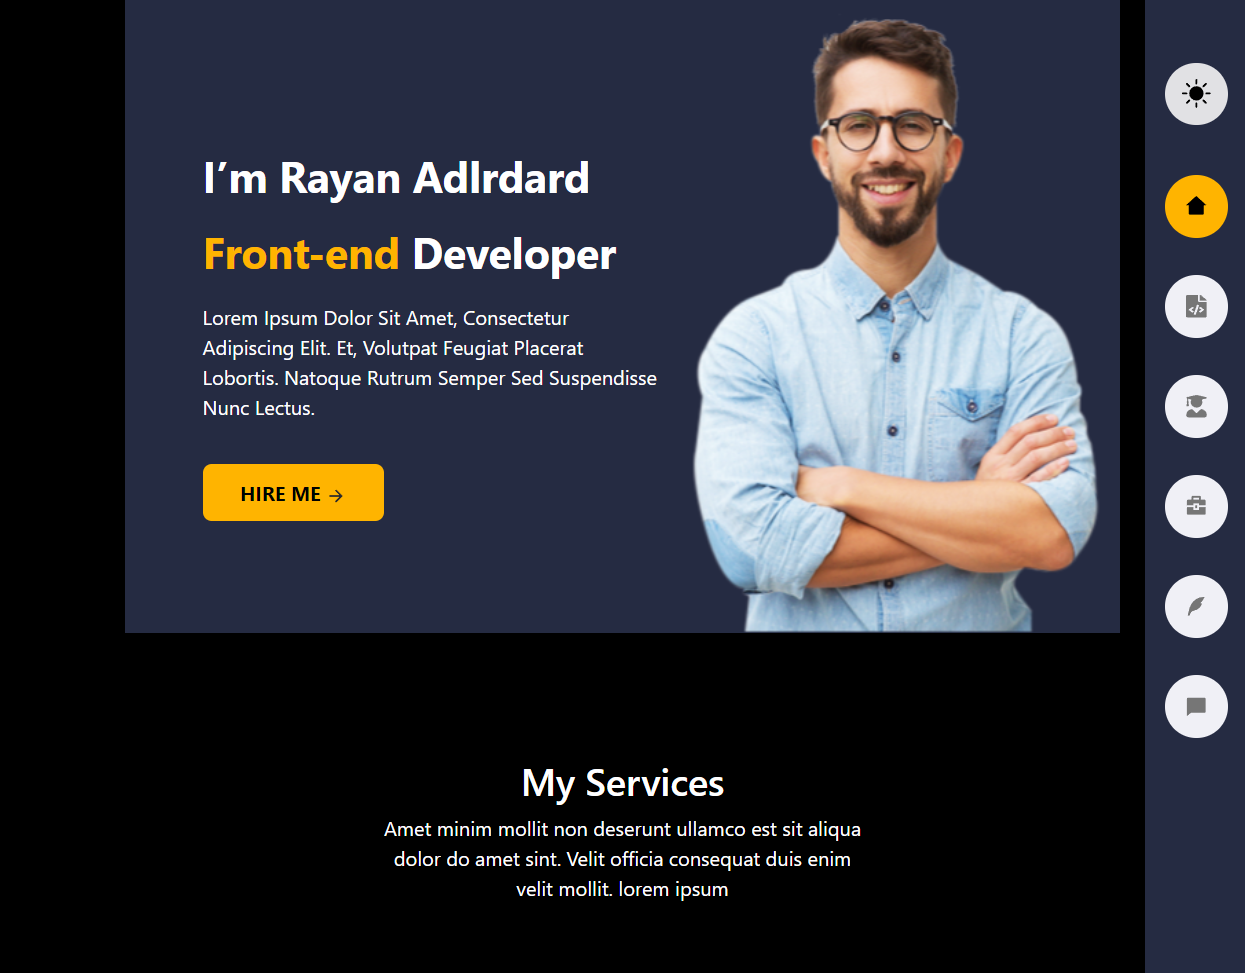 I’m Rayan Adlrdard
Front-end Developer
Lorem Ipsum Dolor Sit Amet, Consectetur
Adipiscing Elit. Et, Volutpat Feugiat Placerat
Lobortis. Natoque Rutrum Semper Sed Suspendisse
Nunc Lectus.
HIRE ME →
My Services
Amet minim mollit non deserunt ullamco est sit aliqua
dolor do amet sint. Velit officia consequat duis enim
velit mollit. lorem ipsum